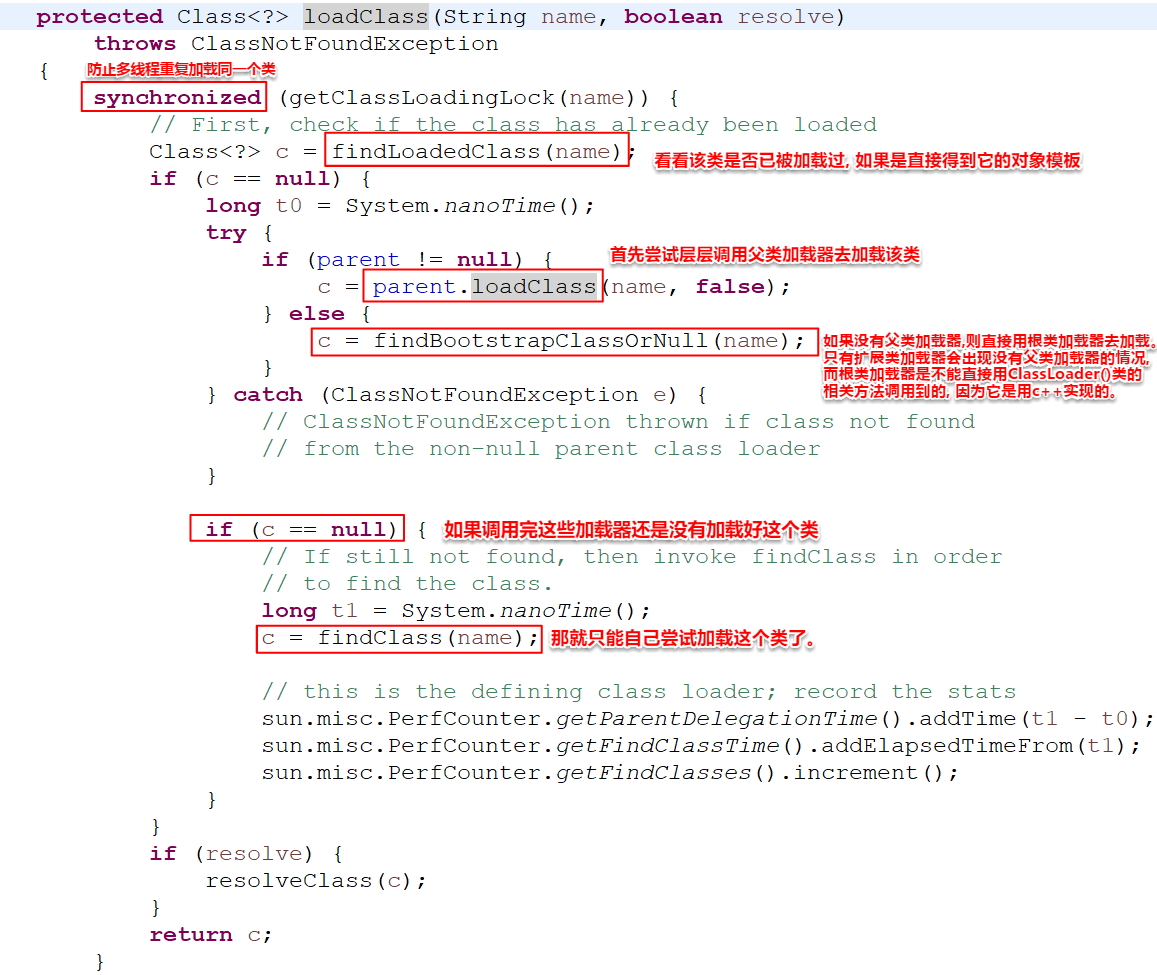 protected Class<?> loadClass(String name, boolean resolve)
throws ClassNotFoundException
{ 防止多线程重复加载同一个类
synchronized (getClassLoadingLock(name)) {
// First, check if the class has already been loaded
Class<?> c = findLoadedClass(name); 看看该类是否已被加载过, 如果是直接得到它的对象模板
if (c == null) {
long t0 = System.nanoTime();
try {
if (parent != null) { 首先尝试层层调用父类加载器去加载该类
c = parent.loadClass(name, false);
} else {
c = findBootstrapClassOrNull(name); 如果没有父类加载器,则直接用根类加载器去加载。
只有扩展类加载器会出现没有父类加载器的情况,
} 而根类加载器是不能直接用ClassLoader()类的
相关方法调用到的, 因为它是用c++实现的。
} catch (ClassNotFoundException e) {
// ClassNotFoundException thrown if class not found
// from the non-null parent class loader
}
if (c == null) { 如果调用完这些加载器还是没有加载好这个类
// If still not found, then invoke findClass in order
// to find the class.
long t1 = System.nanoTime();
c = findClass(name); 那就只能自己尝试加载这个类了。
// this is the defining class loader; record the stats
sun.misc.PerfCounter.getParentDelegationTime().addTime(t1 - t0);
sun.misc.PerfCounter.getFindClassTime().addElapsedTimeFrom(t1);
sun.misc.PerfCounter.getFindClasses().increment();
}
}
if (resolve) {
resolveClass(c);
}
return c;
}